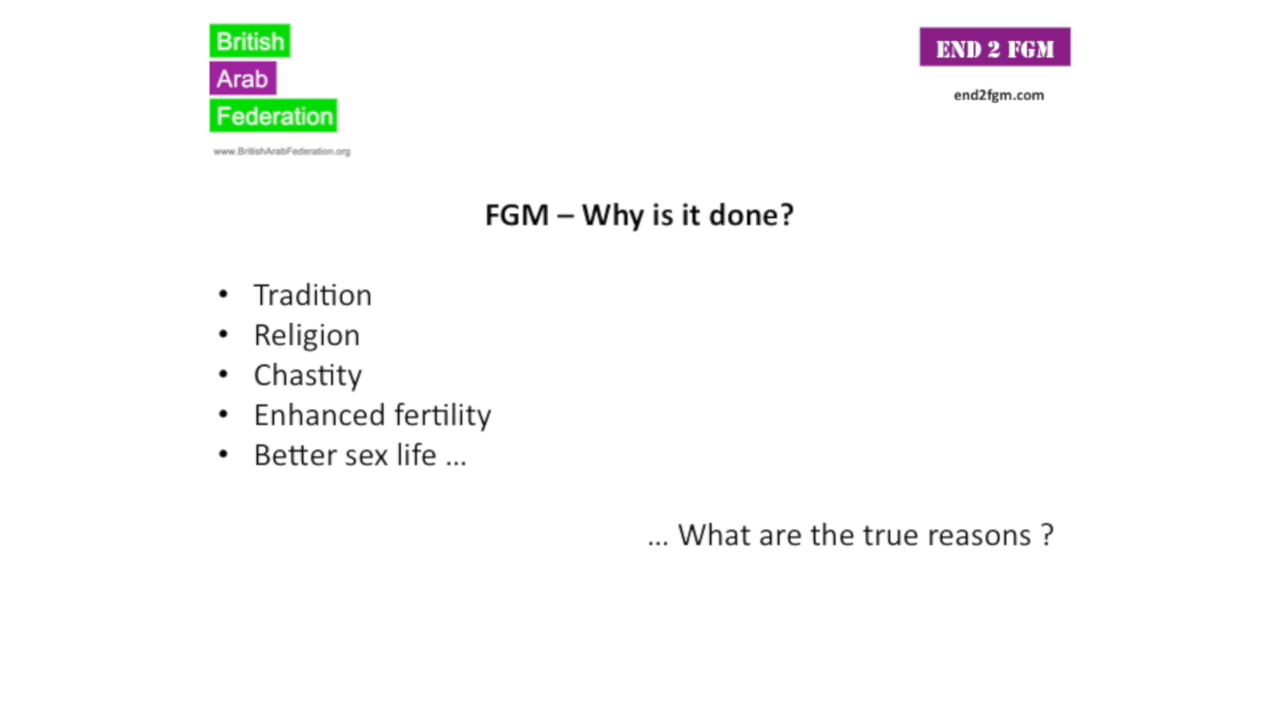 British
Arab
Federation
www.BritishArabFederation.org
END 2 FGM
end2fgm.com
FGM – Why is it done?
• Tradition
• Religion
• Chastity
• Enhanced fertility
• Better sex life ...
... What are the true reasons ?